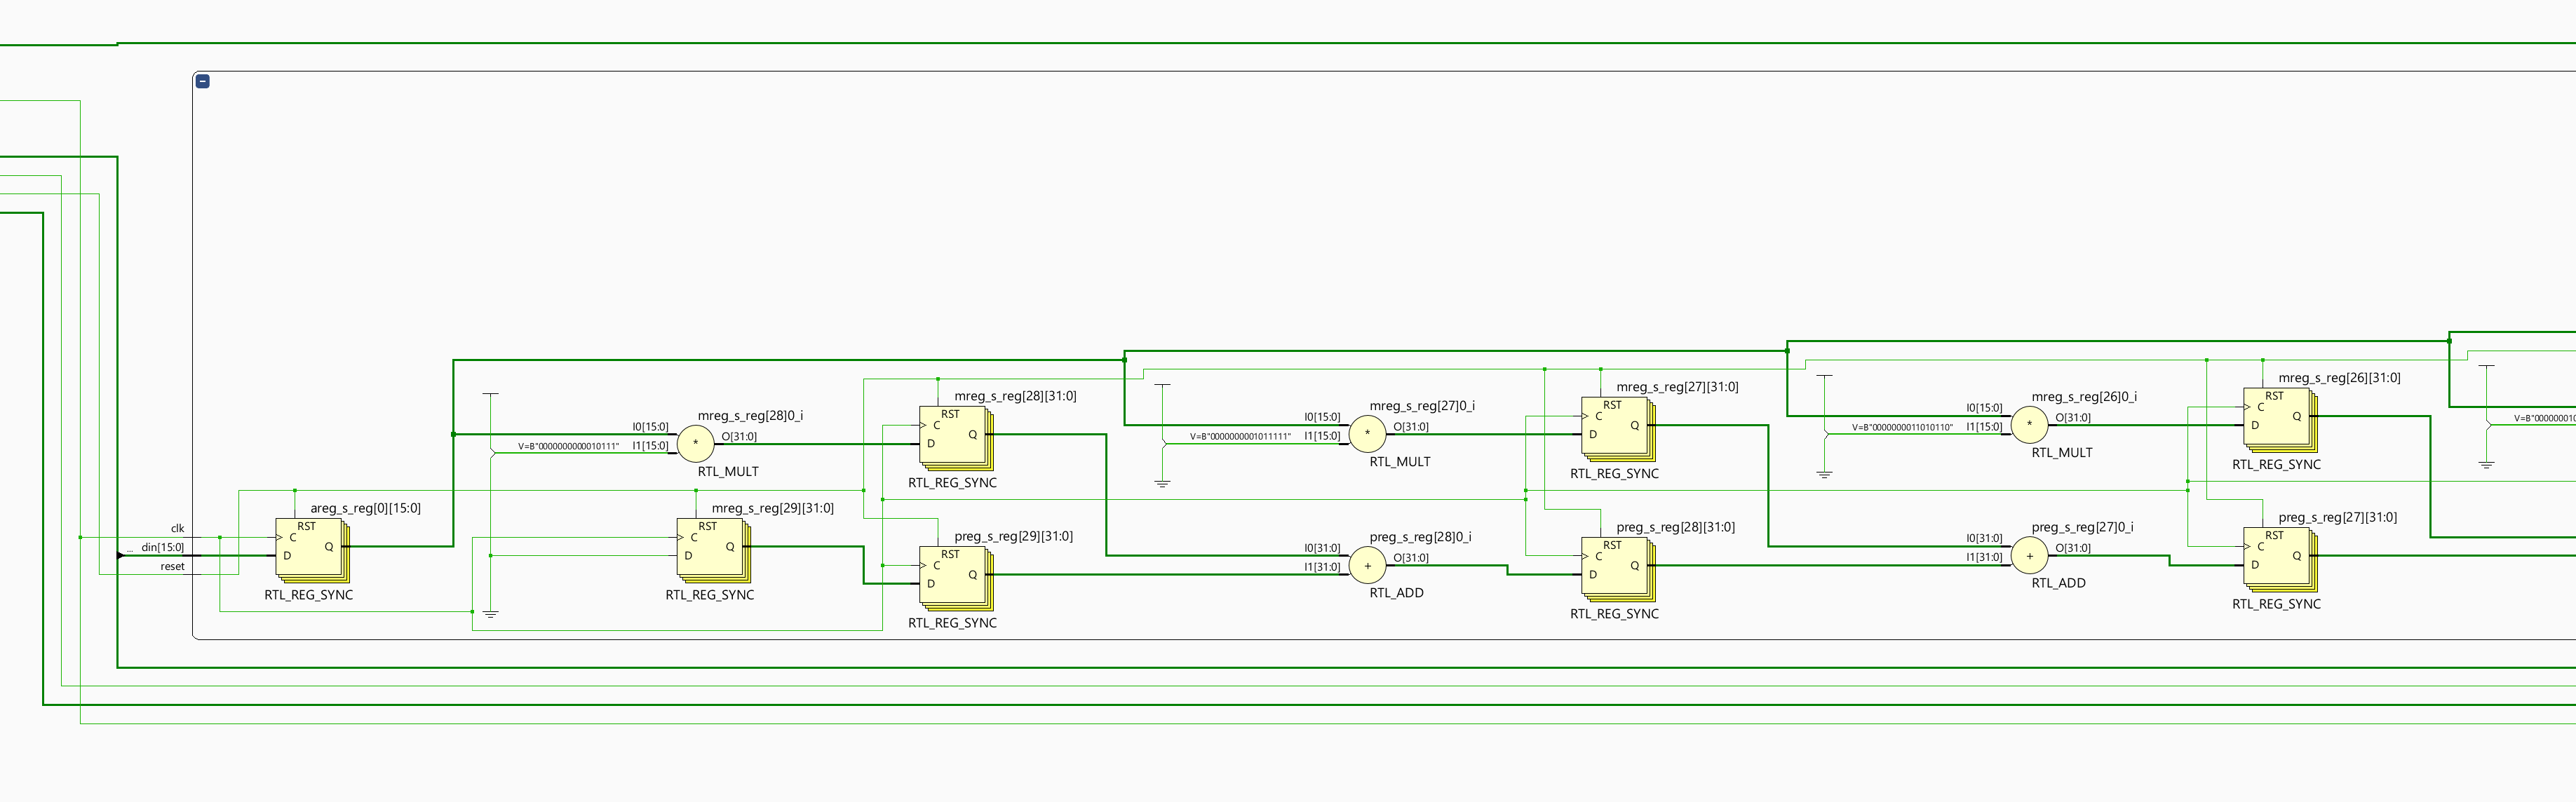 clk
... din[15:0]
reset
areg_s_reg[0][15:0]
RST
C
D
Q
RTL_REG_SYNC
mreg_s_reg[28]0_i
I0[15:0]
V=B"0000000000010111" I1[15:0]
*
O[31:0]
RTL_MULT
mreg_s_reg[29][31:0]
RST
C
D
Q
RTL_REG_SYNC
mreg_s_reg[28][31:0]
RST
C
D
Q
RTL_REG_SYNC
preg_s_reg[29][31:0]
RST
C
D
Q
RTL_REG_SYNC
mreg_s_reg[27]0_i
I0[15:0]
V=B"0000000001011111" I1[15:0]
*
O[31:0]
RTL_MULT
preg_s_reg[28]0_i
I0[31:0]
I1[31:0]
+
O[31:0]
RTL_ADD
mreg_s_reg[27][31:0]
RST
C
D
Q
RTL_REG_SYNC
preg_s_reg[28][31:0]
RST
C
D
Q
RTL_REG_SYNC
mreg_s_reg[26]0_i
I0[15:0]
V=B"0000000011010110" I1[15:0]
*
O[31:0]
RTL_MULT
preg_s_reg[27]0_i
I0[31:0]
I1[31:0]
+
O[31:0]
RTL_ADD
mreg_s_reg[26][31:0]
RST
C
D
Q
RTL_REG_SYNC
preg_s_reg[27][31:0]
RST
C
D
Q
RTL_REG_SYNC